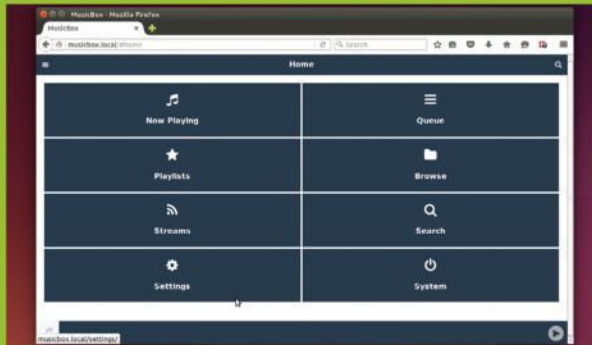 MusicBox - Mozilla Firefox
MusicBox
musicbox.local/#home
Search
Home
Now Playing
Queue
Playlists
Browse
Streams
Search
Settings
System
musicbox.local/settings/